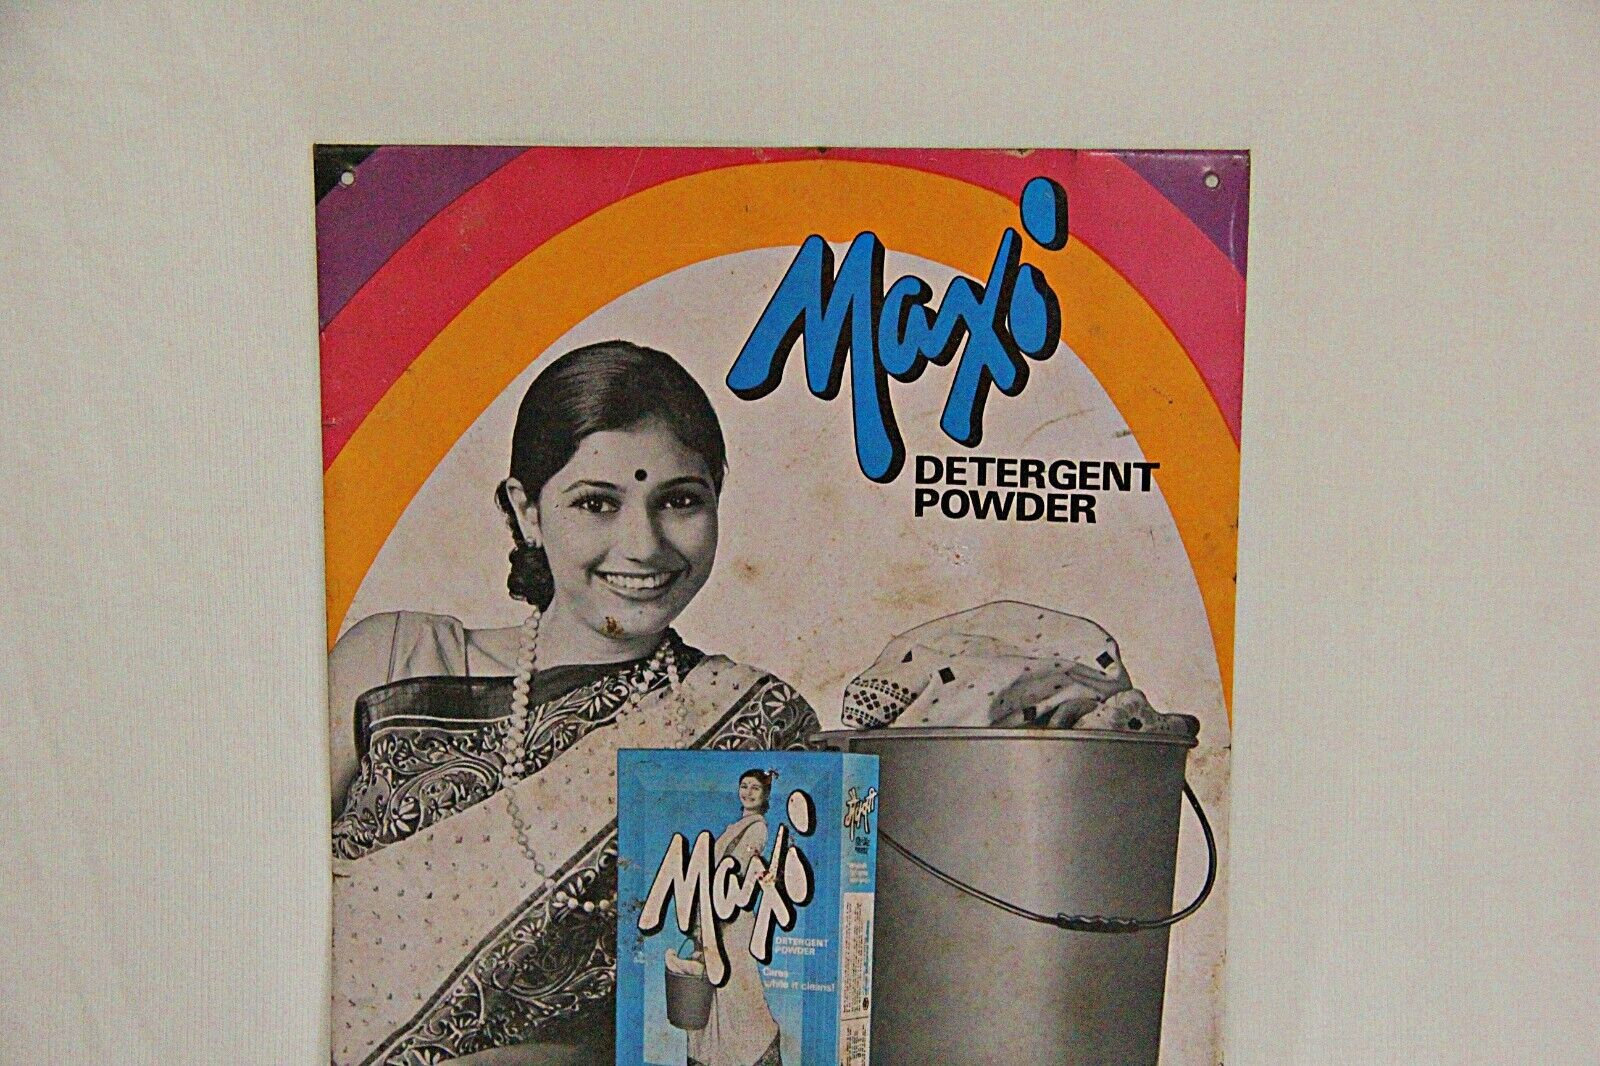 Maxi
DETERGENT
POWDER
Maxi
DETERGENT
POWDER
Cares
while it cleans!
मैक्सी